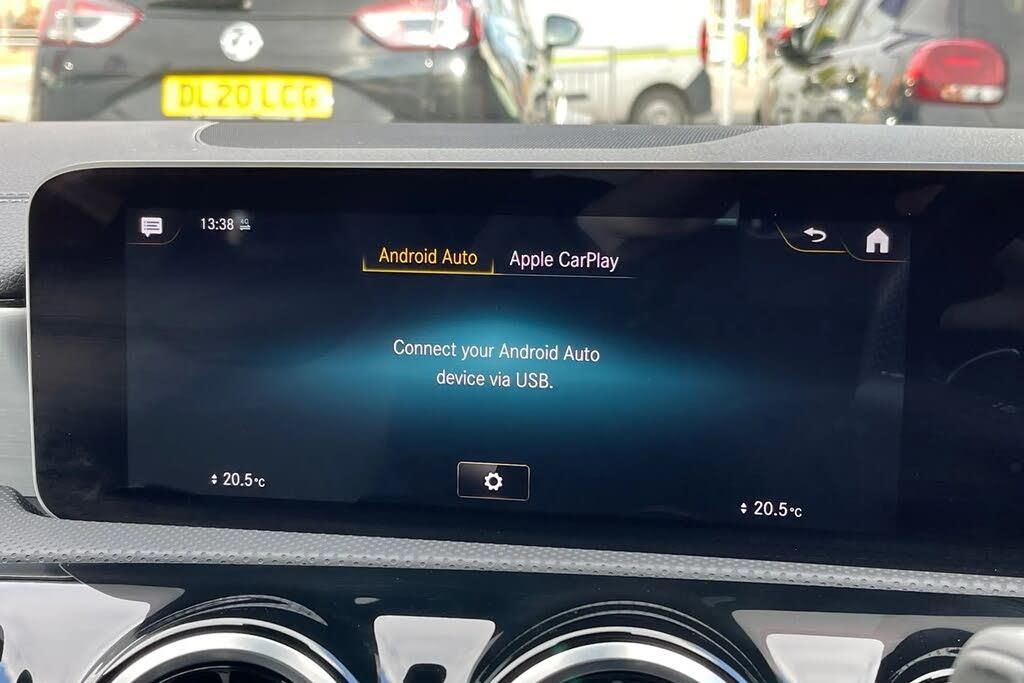 DL20 LCG
13:38 4G
Android Auto Apple CarPlay
Connect your Android Auto
device via USB.
20.5°C
20.5°C